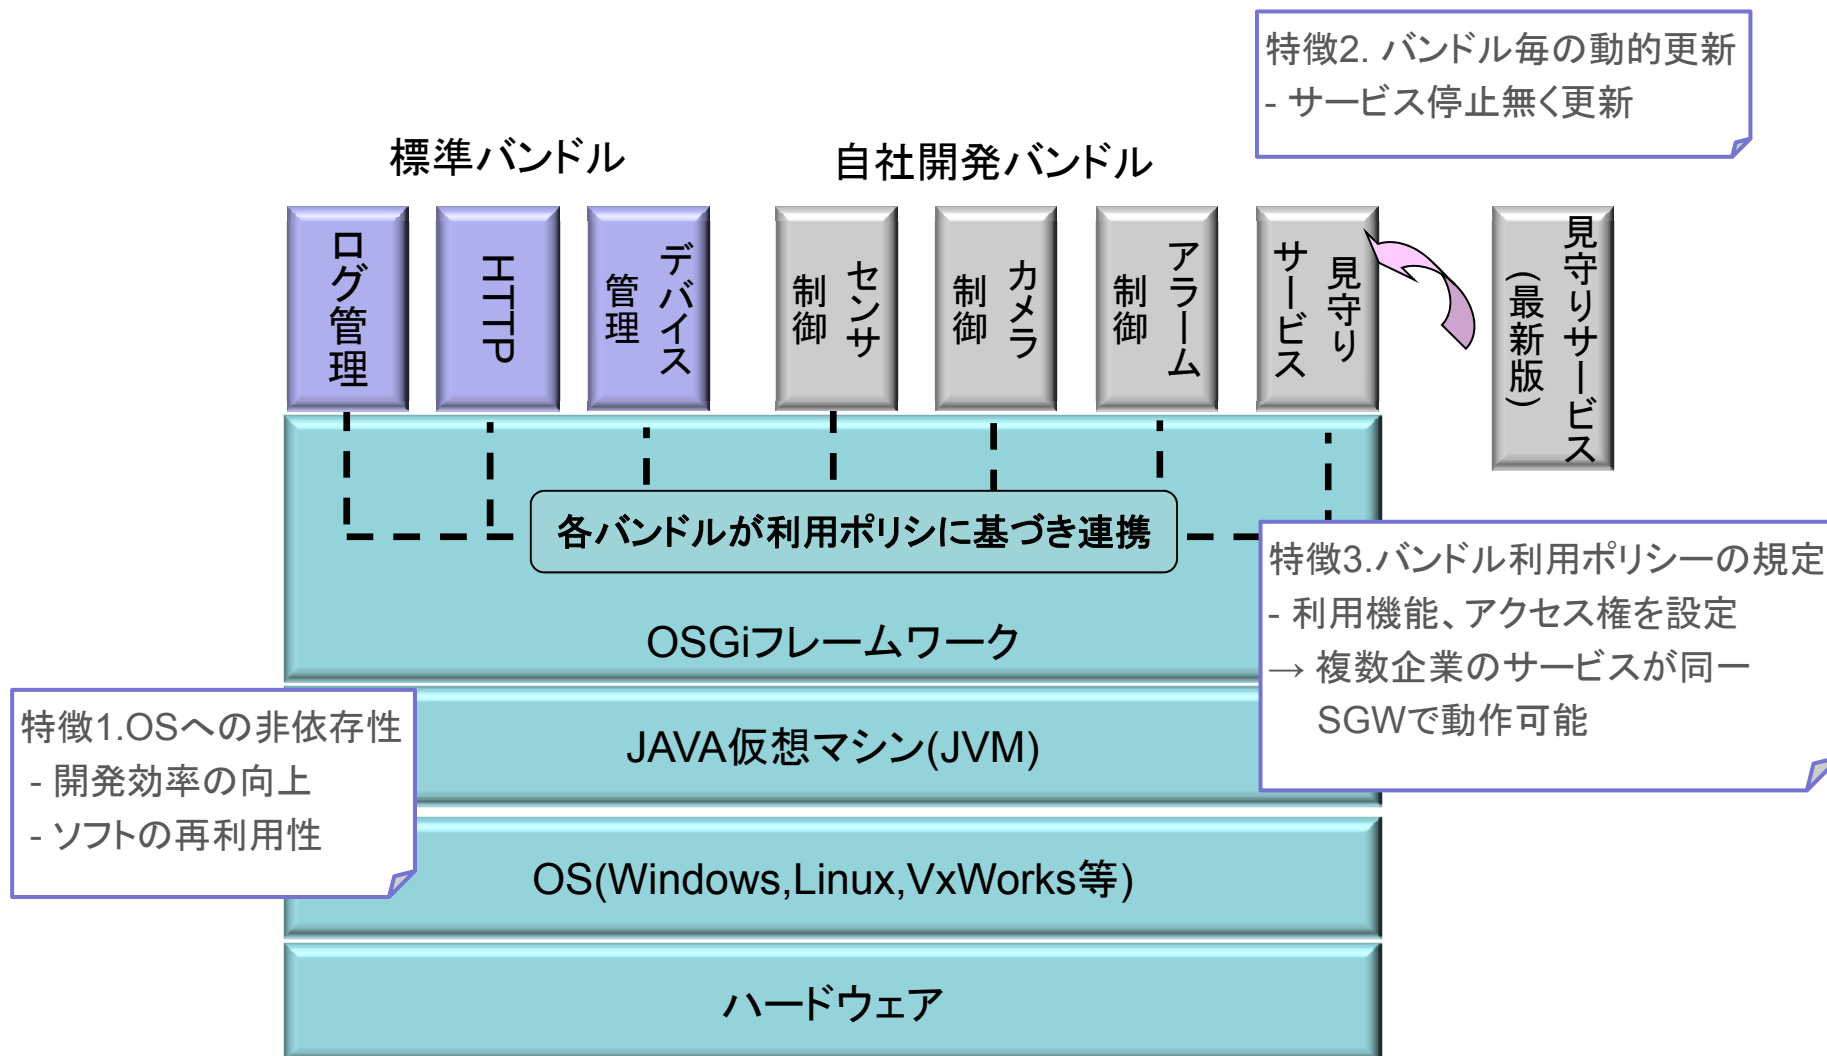 特徴2. バンドル毎の動的更新
- サービス停止無く更新
標準バンドル
自社開発バンドル
ログ管理
HTTP
デバイス
管理
センサ
制御
カメラ
制御
アラーム
制御
見守り
サービス
見守りサービス
(最新版)
各バンドルが利用ポリシに基づき連携
OSGiフレームワーク
特徴3.バンドル利用ポリシーの規定
- 利用機能、アクセス権を設定
→ 複数企業のサービスが同一
SGWで動作可能
特徴1.OSへの非依存性
- 開発効率の向上
- ソフトの再利用性
JAVA仮想マシン(JVM)
OS(Windows,Linux,VxWorks等)
ハードウェア